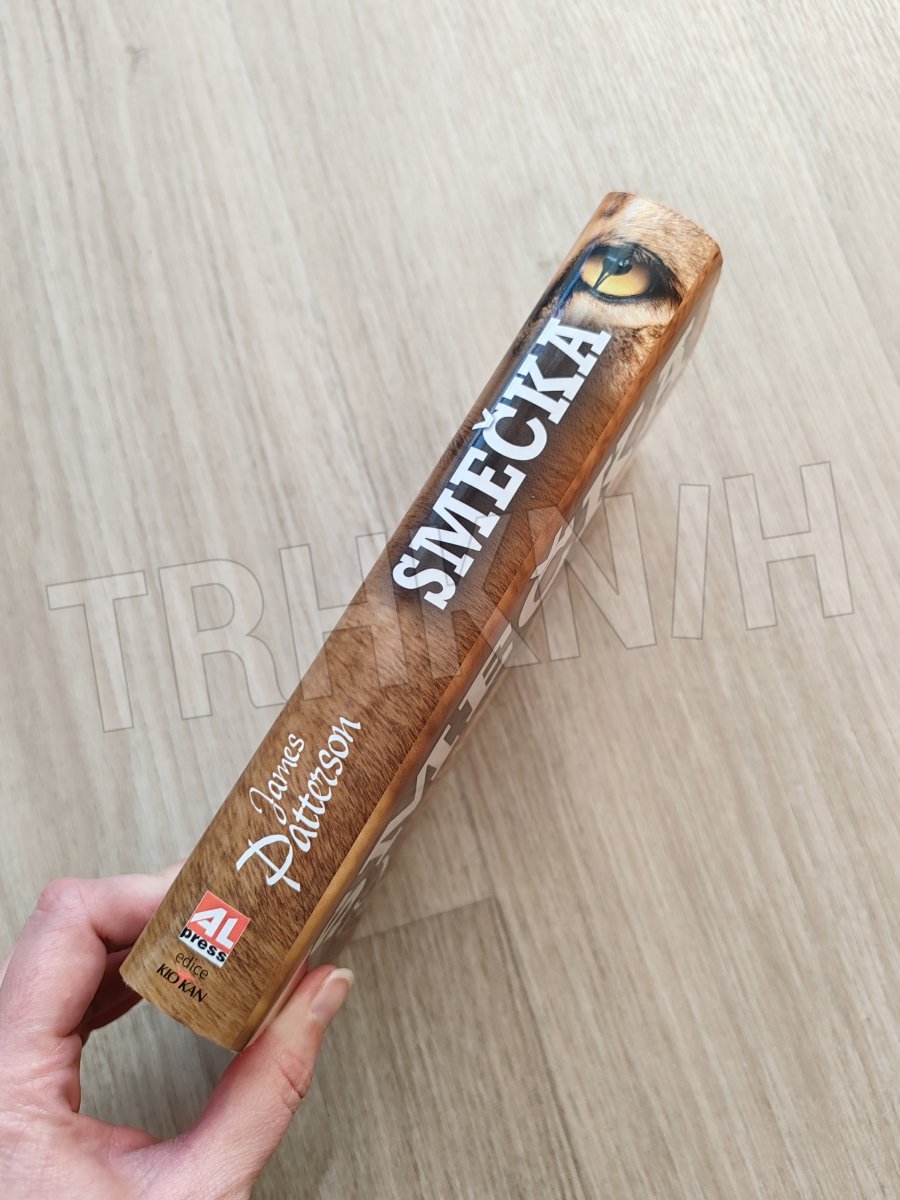 SMEČKA
James
Patterson
AL
press
edice
KLOKAN
TRHKNIH